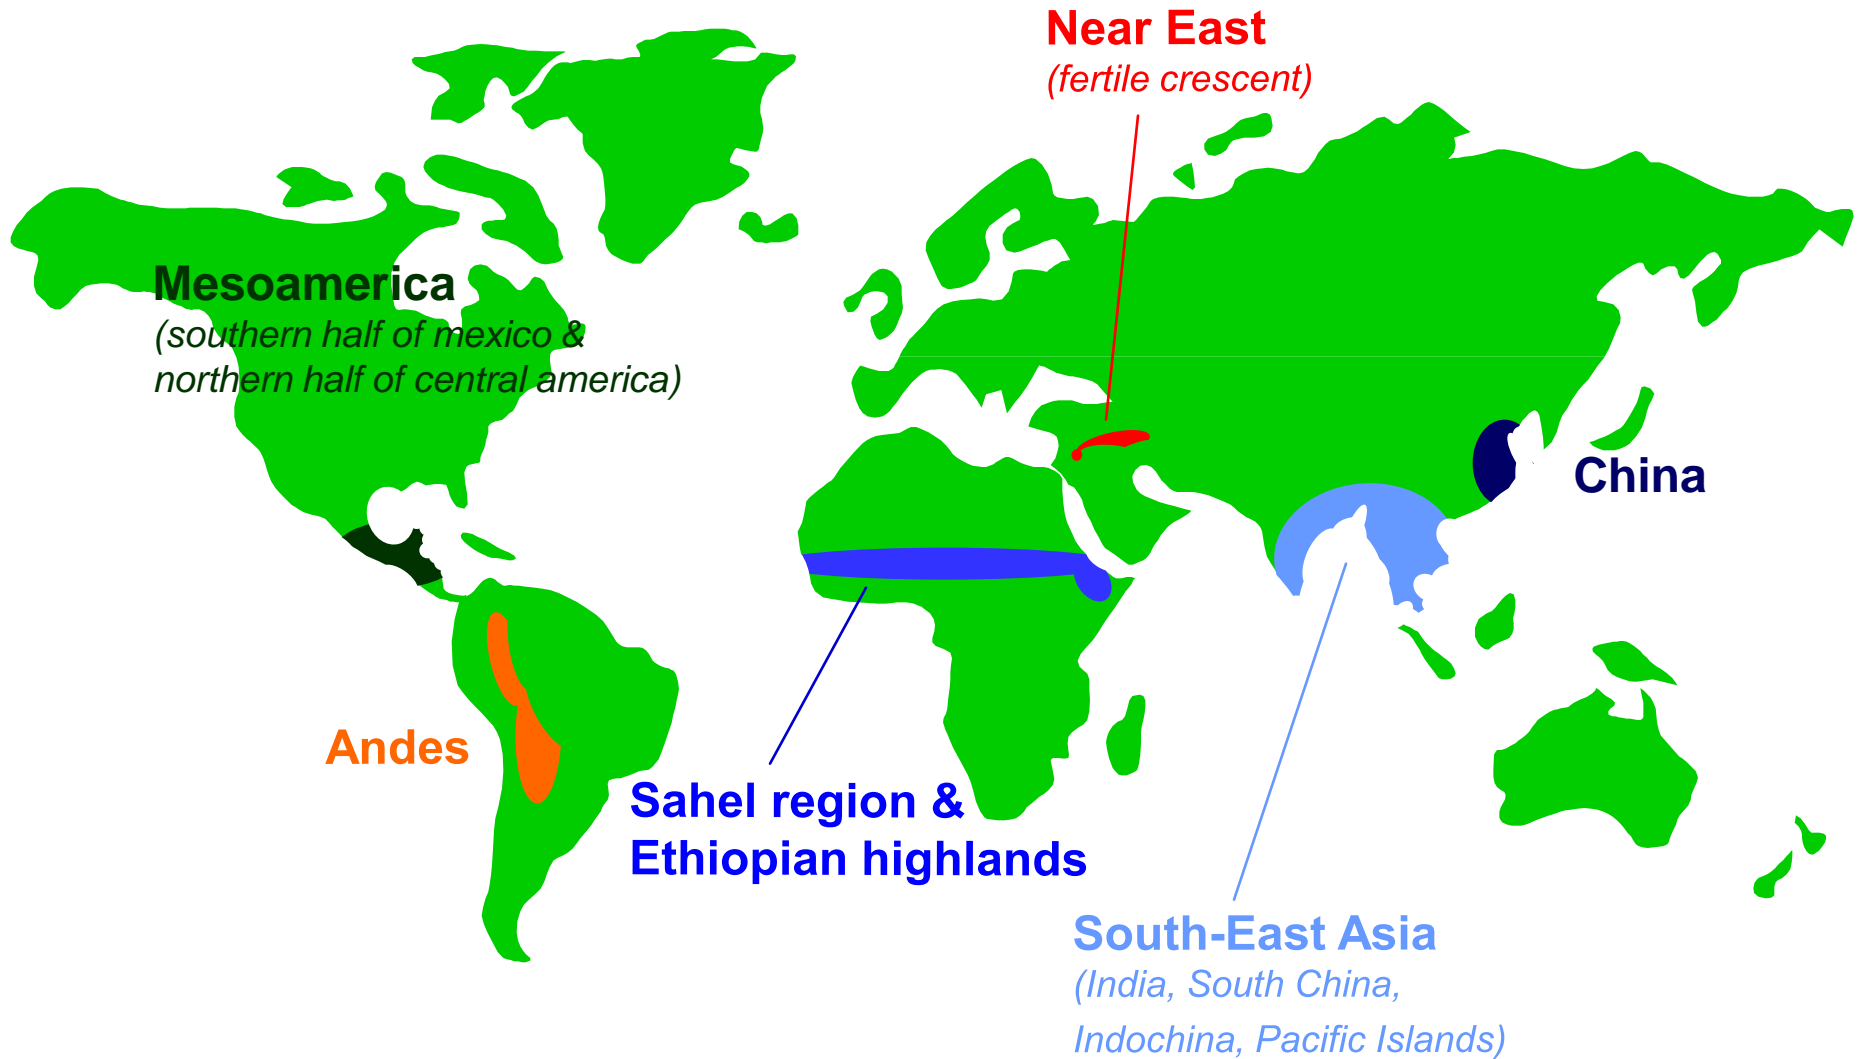 Near East
(fertile crescent)
Mesoamerica
(southern half of mexico &
northern half of central america)
China
Andes
Sahel region &
Ethiopian highlands
South-East Asia
(India, South China,
Indochina, Pacific Islands)